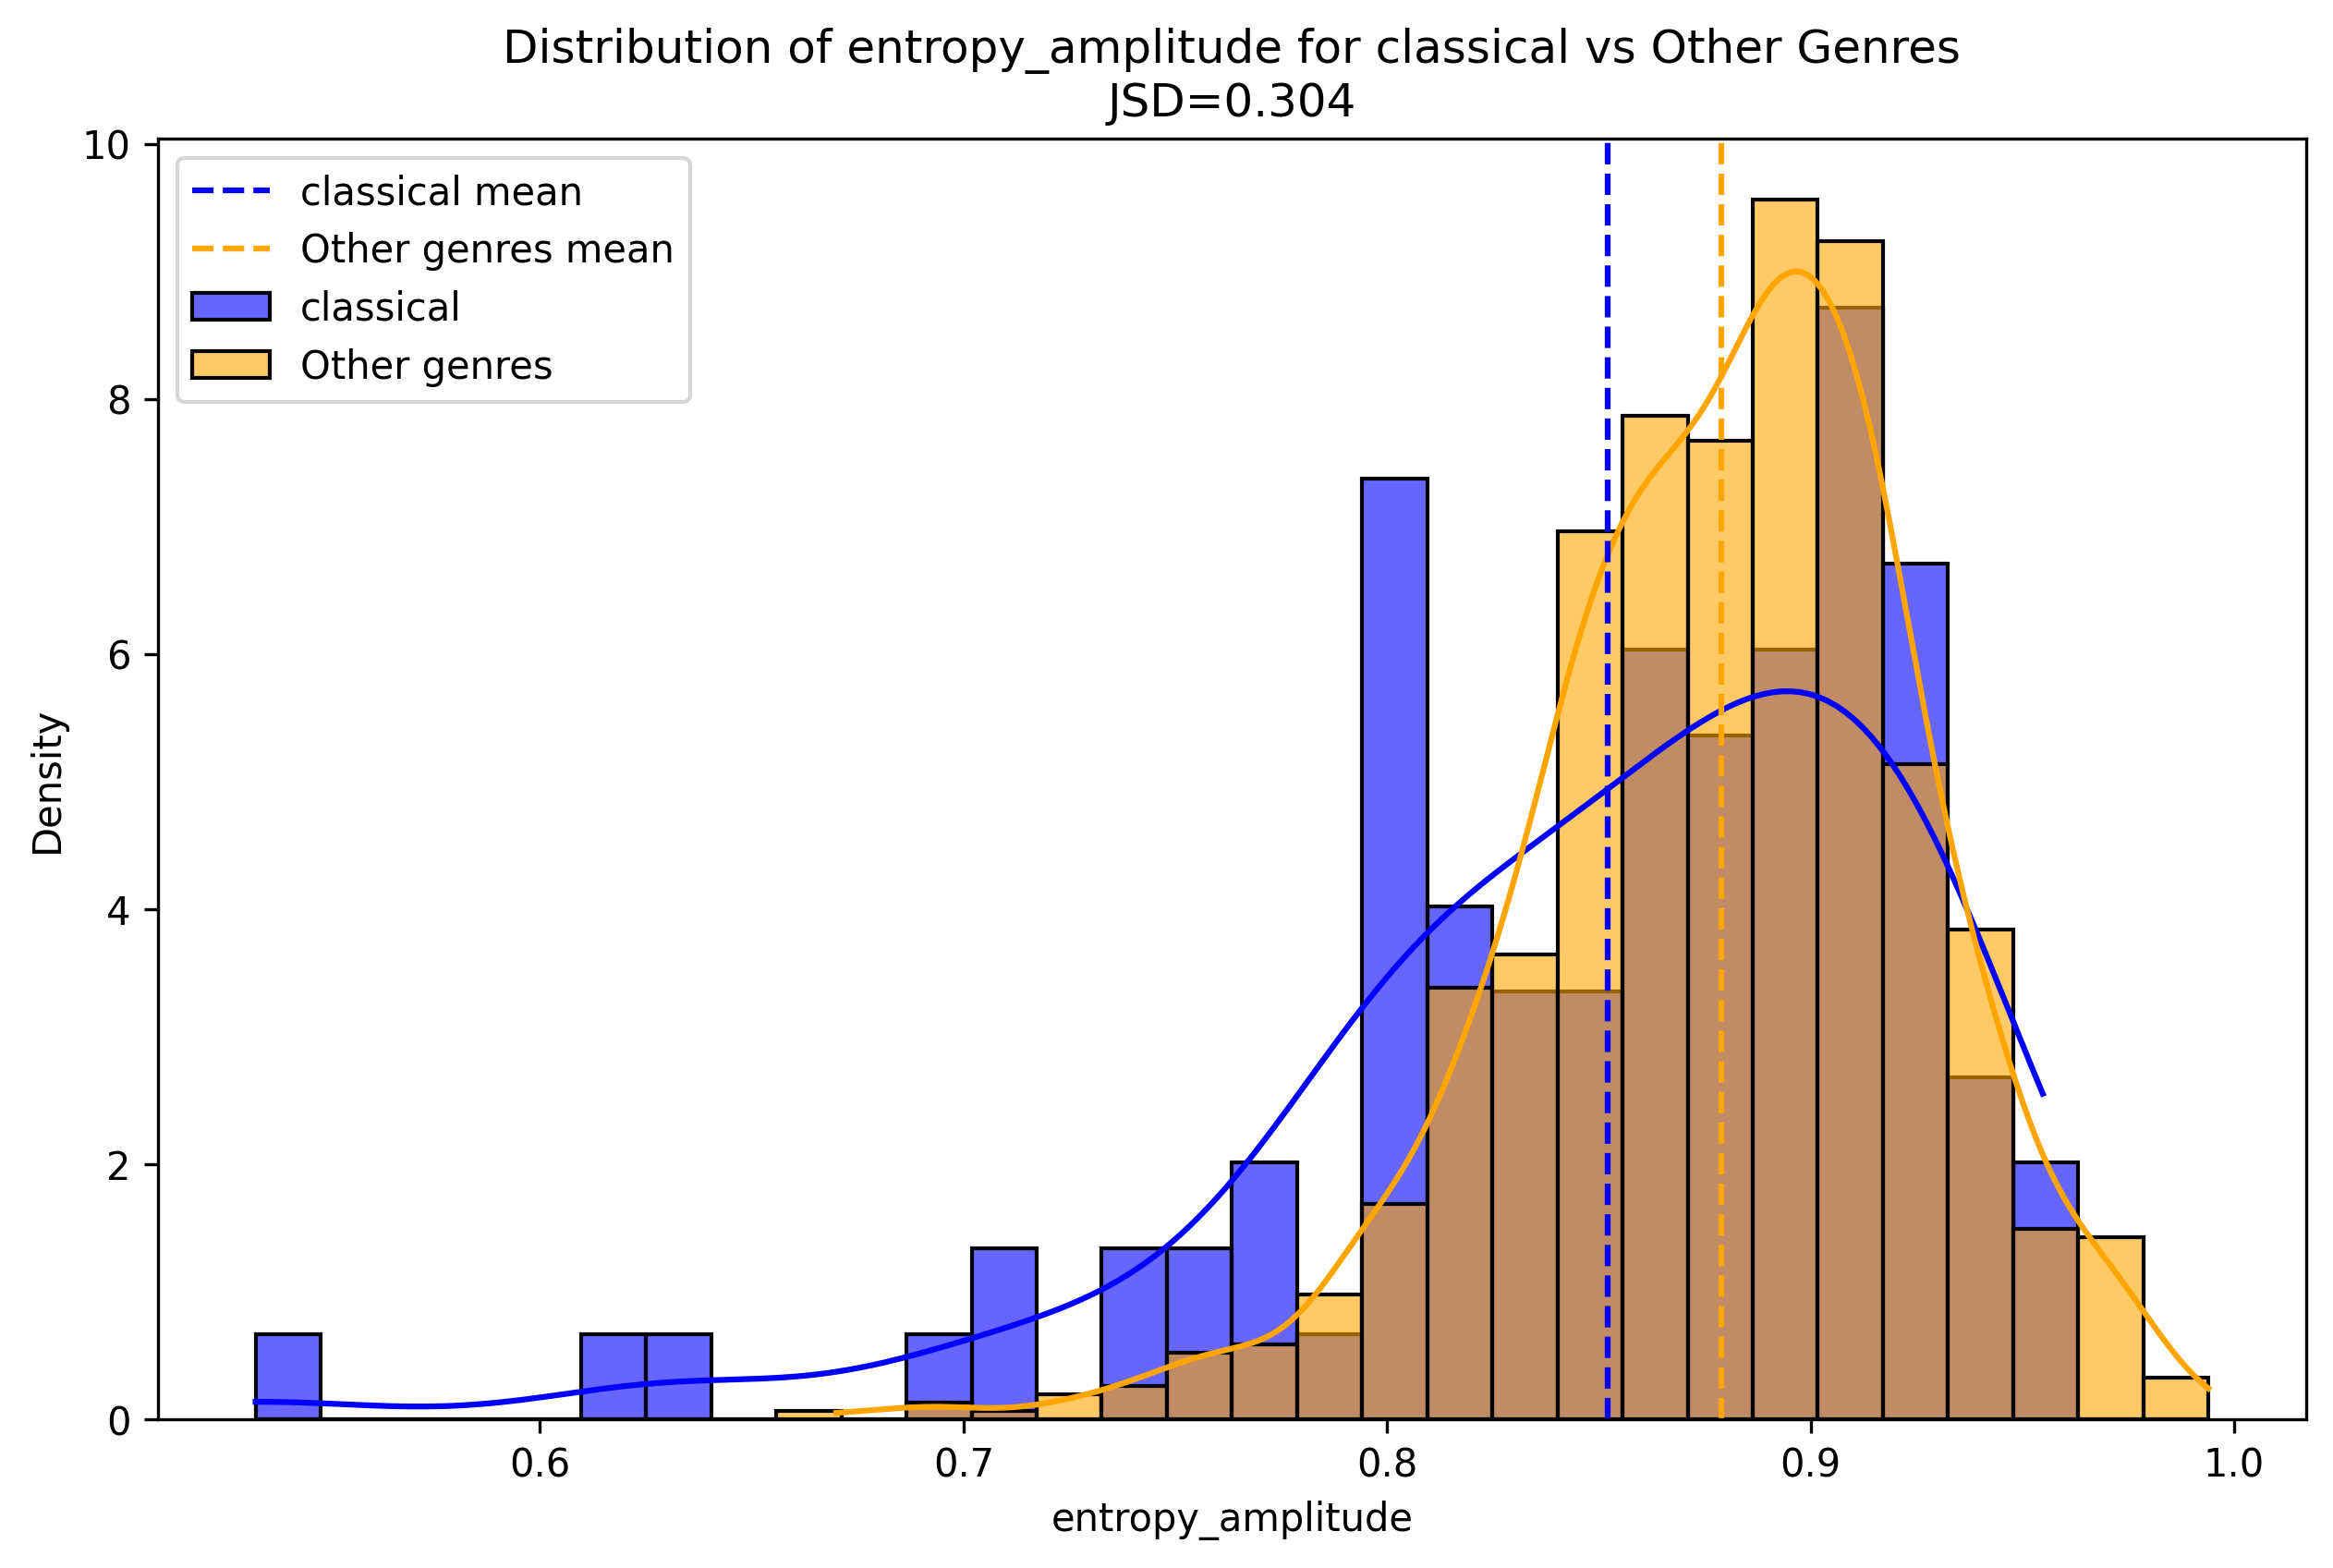 Distribution of entropy_amplitude for classical vs Other Genres
JSD=0.304
10
8
6
4
2
0
Density
classical mean
Other genres mean
classical
Other genres
0.6
0.7
0.8
0.9
1.0
entropy_amplitude